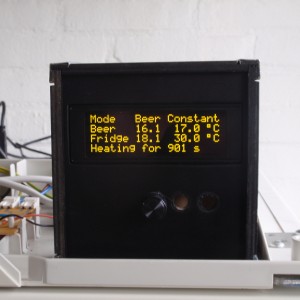 Mode Beer Constant
Beer 16.1 17.0 °C
Fridge 18.1 30.0 °C
Heating for 901 s